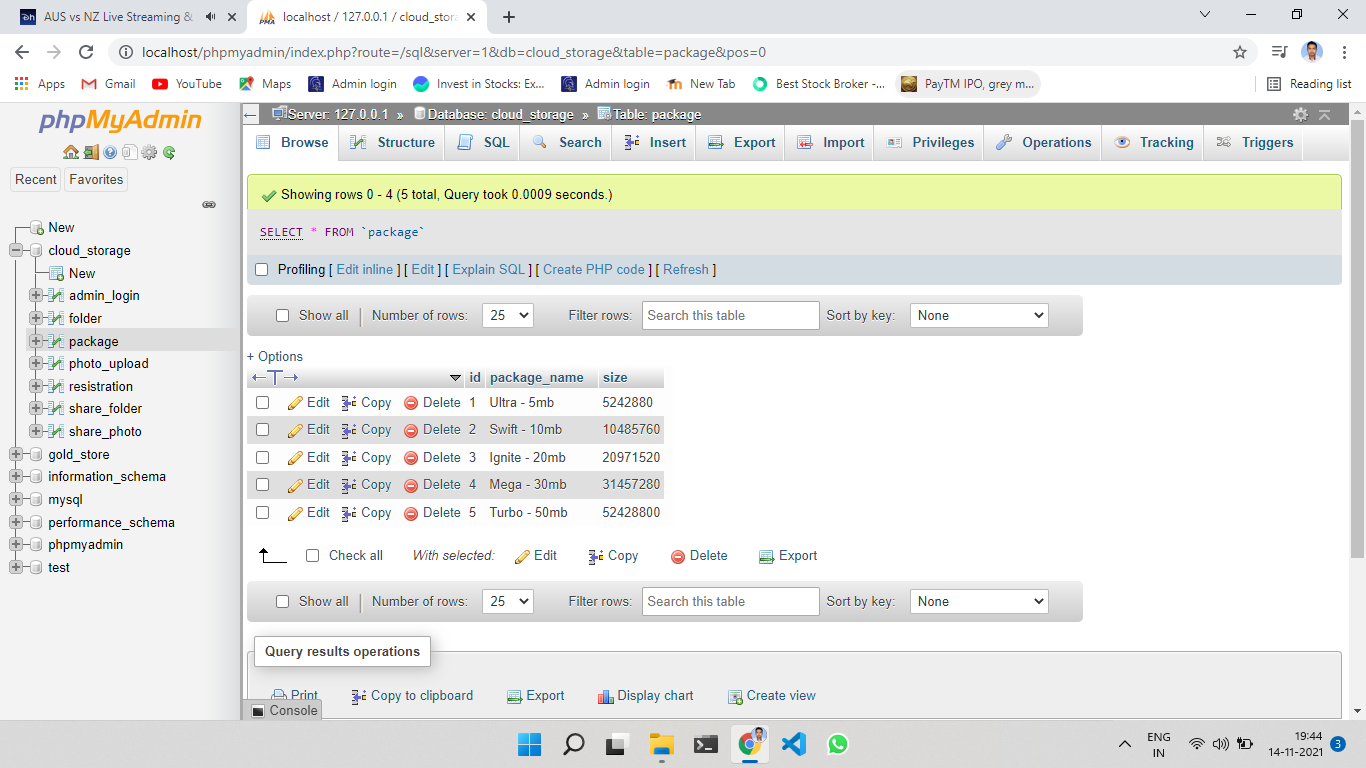 AUS vs NZ Live Streaming &
localhost / 127.0.0.1 / cloud_stora
localhost/phpmyadmin/index.php?route=/sql&server=1&db=cloud_storage&table=package&pos=0
Apps Gmail YouTube Maps Admin login Invest in Stocks: Ex... Admin login New Tab Best Stock Broker -... PayTM IPO, grey m... Reading list
phpMyAdmin
Recent Favorites
New
cloud_storage
New
admin_login
folder
package
photo_upload
resistration
share_folder
share_photo
gold_store
information_schema
mysql
performance_schema
phpmyadmin
test
Server: 127.0.0.1 » Database: cloud_storage » Table: package
Browse Structure SQL Search Insert Export Import Privileges Operations Tracking Triggers
Showing rows 0 - 4 (5 total, Query took 0.0009 seconds.)
SELECT * FROM `package`
Profiling [ Edit inline ] [ Edit ] [ Explain SQL ] [ Create PHP code ] [ Refresh ]
Show all | Number of rows: 25 Filter rows: Search this table Sort by key: None
+ Options
←T→ id package_name size
Edit Copy Delete 1 Ultra - 5mb 5242880
Edit Copy Delete 2 Swift - 10mb 10485760
Edit Copy Delete 3 Ignite - 20mb 20971520
Edit Copy Delete 4 Mega - 30mb 31457280
Edit Copy Delete 5 Turbo - 50mb 52428800
Check all With selected: Edit Copy Delete Export
Show all | Number of rows: 25 Filter rows: Search this table Sort by key: None
Query results operations
Print Copy to clipboard Export Display chart Create view
Console
ENG
IN
19:44
14-11-2021
3